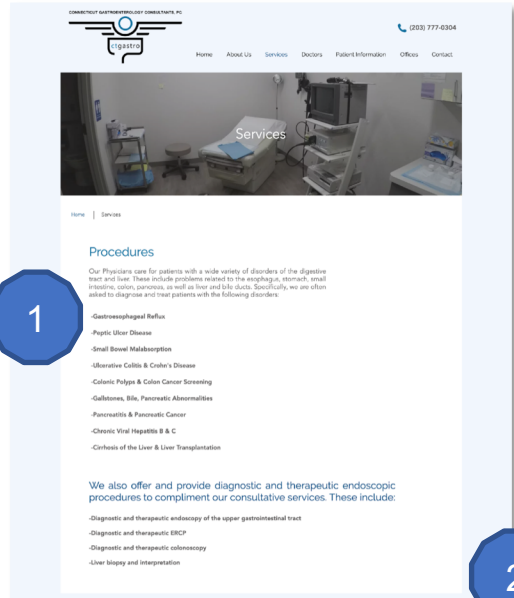 CONNECTICUT GASTROENTEROLOGY CONSULTANTS, PC
ctgastro
(203) 777-0304
Home About Us Services Doctors Patient Information Offices Contact
Services
Home | Services
Procedures
Our Physicians care for patients with a wide variety of disorders of the digestive
tract and liver. These include problems related to the esophagus, stomach, small
intestine, colon, pancreas, as well as liver and bile ducts. Specifically, we are often
asked to diagnose and treat patients with the following disorders:
1
-Gastroesophageal Reflux
-Peptic Ulcer Disease
-Small Bowel Malabsorption
-Ulcerative Colitis & Crohn's Disease
-Colonic Polyps & Colon Cancer Screening
-Gallstones, Bile, Pancreatic Abnormalities
-Pancreatitis & Pancreatic Cancer
-Chronic Viral Hepatitis B & C
-Cirrhosis of the Liver & Liver Transplantation
We also offer and provide diagnostic and therapeutic endoscopic
procedures to compliment our consultative services. These include:
-Diagnostic and therapeutic endoscopy of the upper gastrointestinal tract
-Diagnostic and therapeutic ERCP
-Diagnostic and therapeutic colonoscopy
-Liver biopsy and interpretation
2